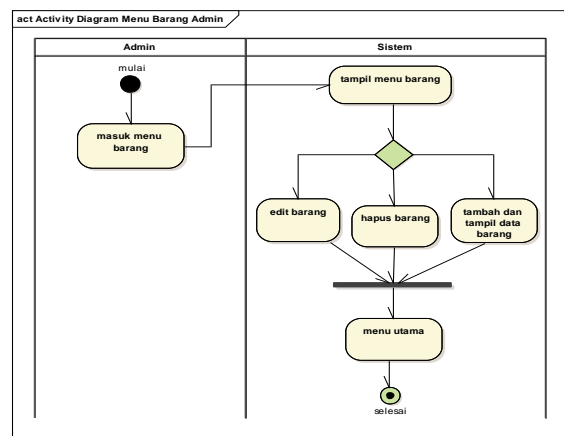 act Activity Diagram Menu Barang Admin
Admin
Sistem
mulai
masuk menu
barang
tampil menu barang
edit barang
hapus barang
tambah dan
tampil data
barang
menu utama
selesai